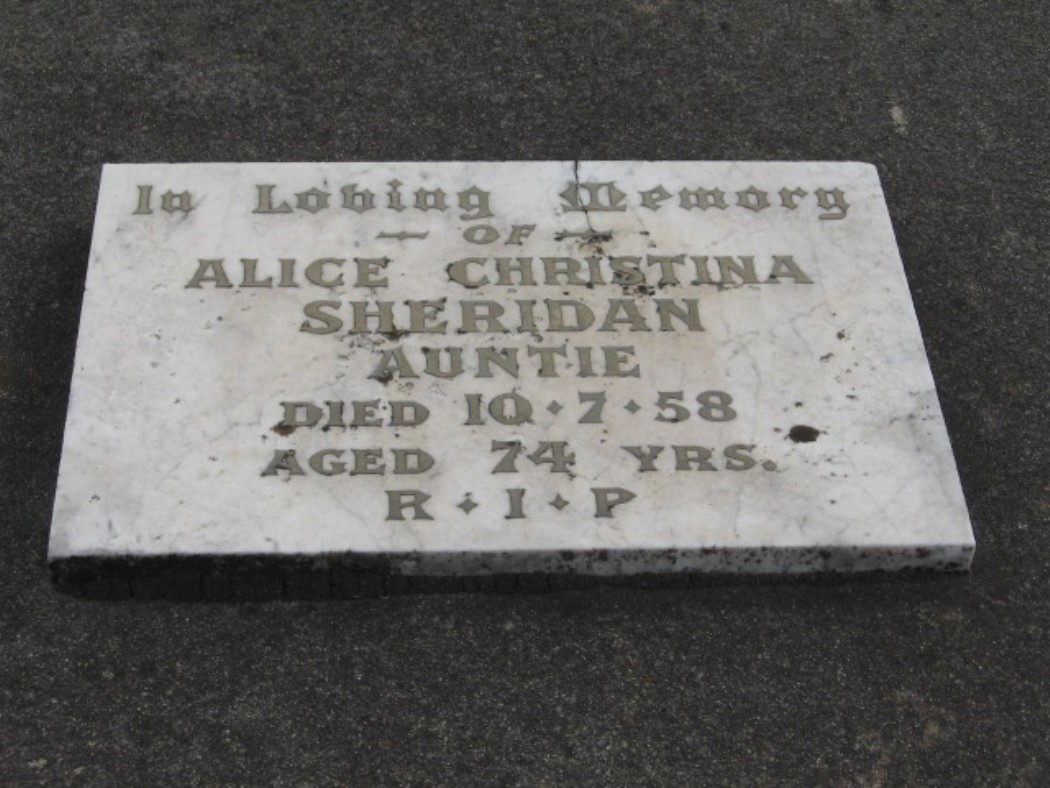 In Loving Memory
— OF —
ALICE CHRISTINA
SHERIDAN
AUNTIE
DIED 10·7·58
AGED 74 YRS.
R·I·P